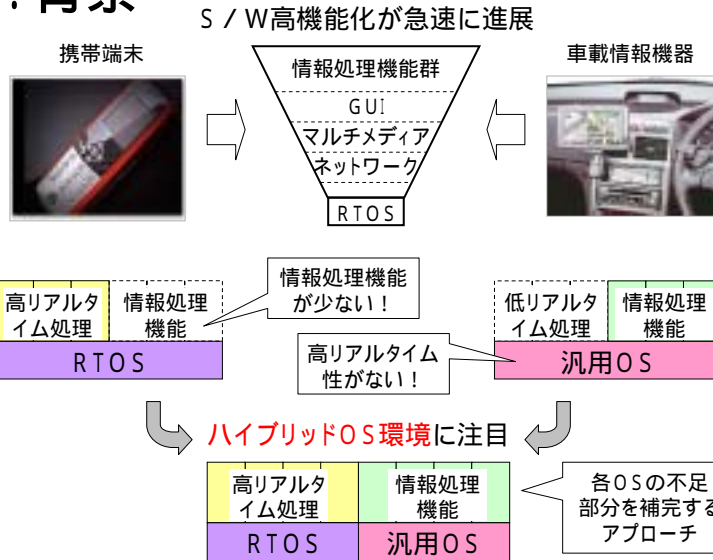 背景
S/W高機能化が急速に進展
携帯端末
車載情報機器
情報処理機能群
GUI
マルチメディア
ネットワーク
RTOS
情報処理機能
が少ない!
高リアルタ
イム処理
情報処理
機能
RTOS
高リアルタイム
性がない!
低リアルタ
イム処理
情報処理
機能
汎用OS
ハイブリッドOS環境に注目
高リアルタ
イム処理
情報処理
機能
RTOS
汎用OS
各OSの不足
部分を補完する
アプローチ